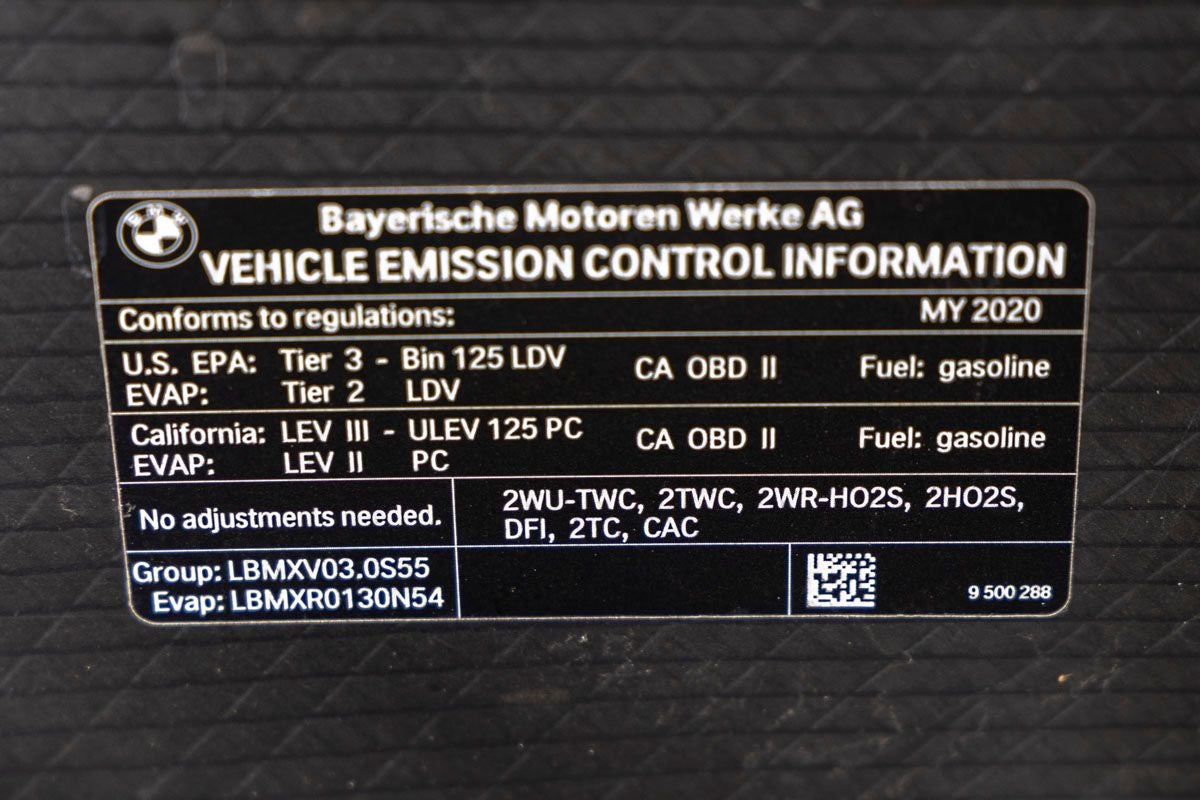 BMW
Bayerische Motoren Werke AG
VEHICLE EMISSION CONTROL INFORMATION
Conforms to regulations: MY 2020
U.S. EPA: Tier 3 - Bin 125 LDV CA OBD II Fuel: gasoline
EVAP: Tier 2 LDV
California: LEV III - ULEV 125 PC CA OBD II Fuel: gasoline
EVAP: LEV II PC
No adjustments needed.
2WU-TWC, 2TWC, 2WR-HO2S, 2HO2S,
DFI, 2TC, CAC
Group: LBMXV03.0S55
Evap: LBMXR0130N54
9 500 288